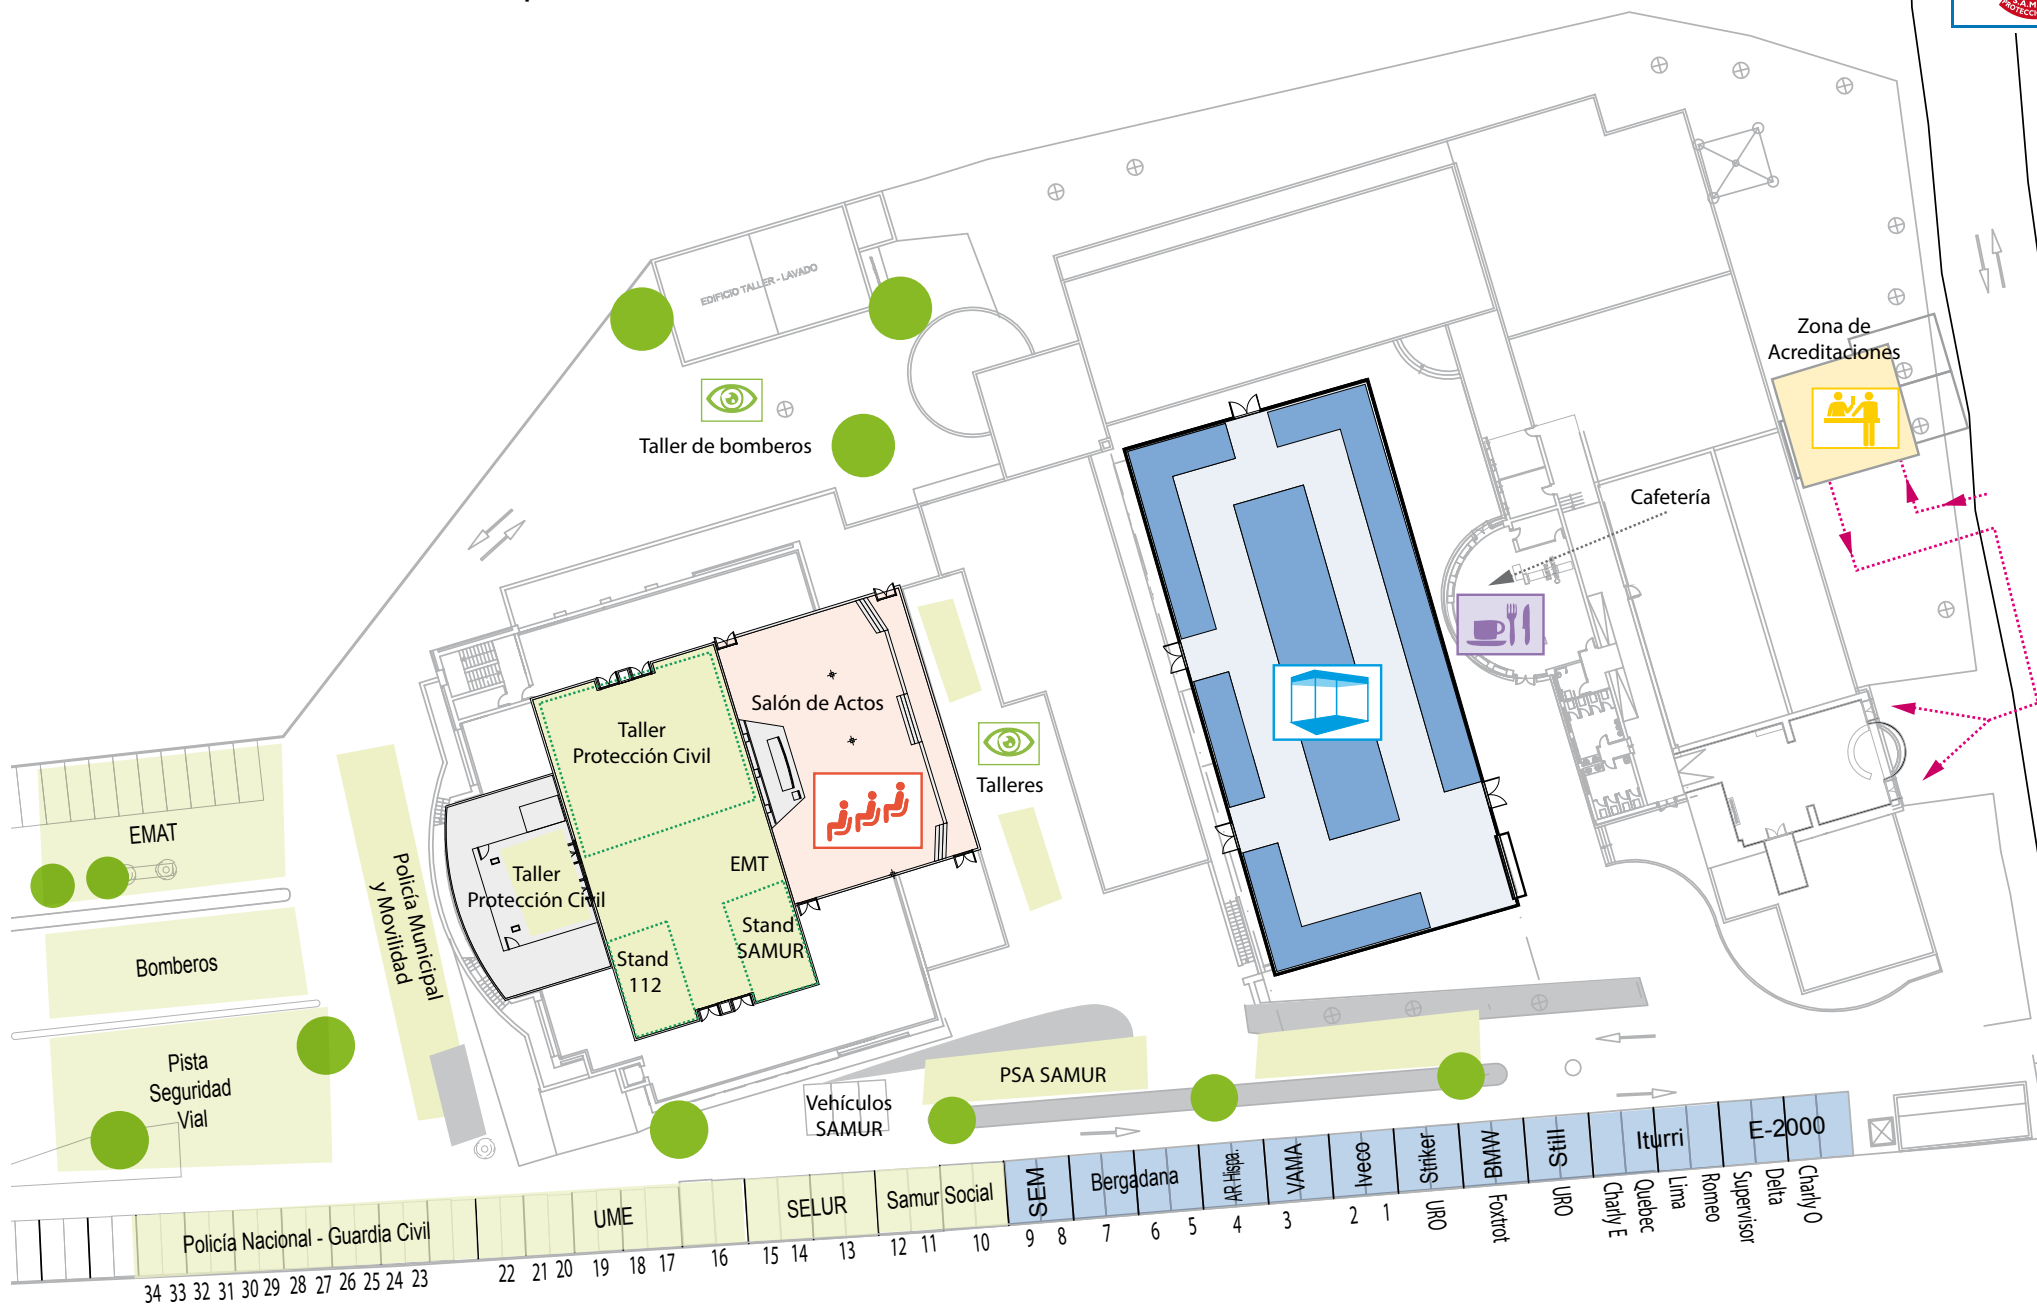 S.A.M
PROTECCI
EDIFICIO TALLER - LAVADO
Zona de
Acreditaciones
Taller de bomberos
Cafetería
Salón de Actos
Taller
Protección Civil
Talleres
EMAT
Policía Municipal
y Movilidad
EMT
Taller
Protección Civil
Stand
SAMUR
Stand
112
Bomberos
Pista
Seguridad
Vial
PSA SAMUR
Vehículos
SAMUR
Policía Nacional - Guardia Civil
UME
SELUR
Samur Social
SEM
Bergadana
AR Hispa.
VAMA
Iveco
Striker
BMW
Still
Iturri
E-2000
34 33 32 31 30 29 28 27 26 25 24 23 22 21 20 19 18 17 16 15 14 13 12 11 10 9 8 7 6 5 4 3 2 1
URO
Foxtrot
URO
Charly E
Quebec
Lima
Romeo
Supervisor
Delta
Charly O